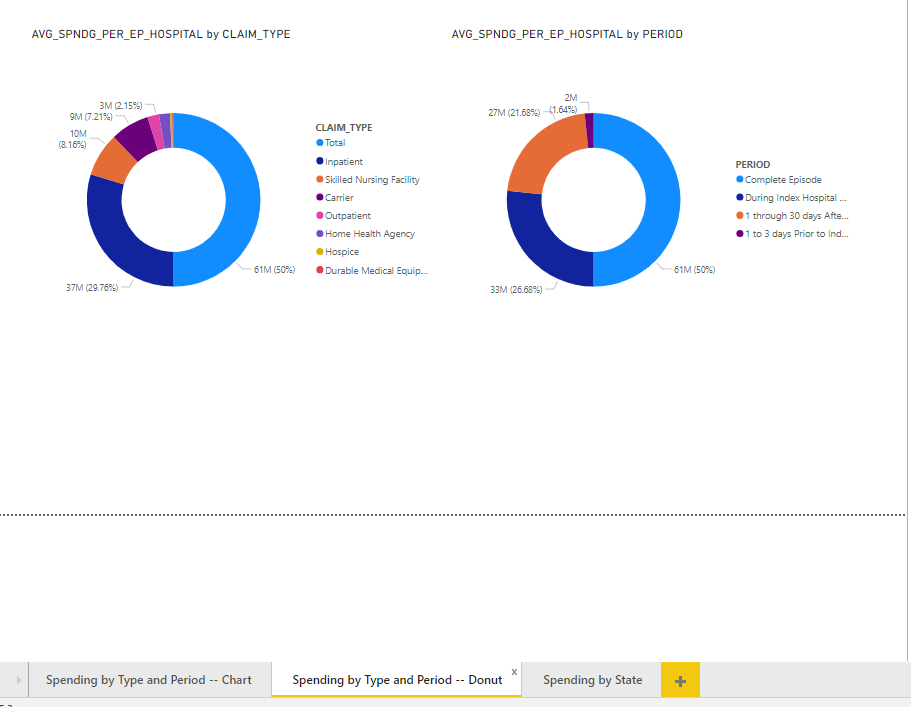 AVG_SPNDG_PER_EP_HOSPITAL by CLAIM_TYPE
3M (2.15%)
9M (7.21%)
10M
(8.16%)
37M (29.76%)
61M (50%)
CLAIM_TYPE
Total
Inpatient
Skilled Nursing Facility
Carrier
Outpatient
Home Health Agency
Hospice
Durable Medical Equip...
AVG_SPNDG_PER_EP_HOSPITAL by PERIOD
2M
(1.64%)
27M (21.68%)
33M (26.68%)
61M (50%)
PERIOD
Complete Episode
During Index Hospital ...
1 through 30 days Afte...
1 to 3 days Prior to Ind...
Spending by Type and Period -- Chart
Spending by Type and Period -- Donut
x
Spending by State
+